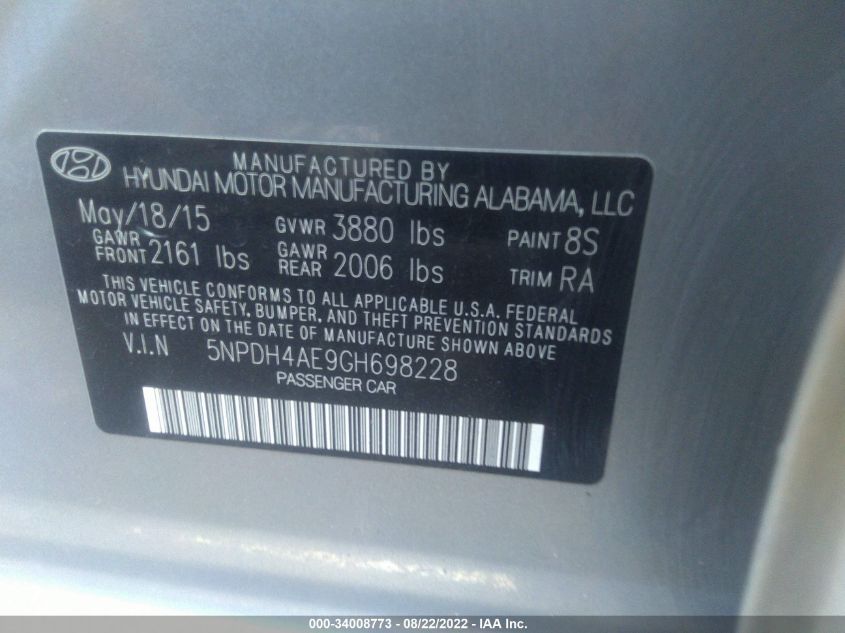 MANUFACTURED BY
HYUNDAI MOTOR MANUFACTURING ALABAMA, LLC
May/18/15 GVWR 3880 lbs PAINT 8S
GAWR FRONT 2161 lbs GAWR REAR 2006 lbs TRIM RA
THIS VEHICLE CONFORMS TO ALL APPLICABLE U.S.A. FEDERAL
MOTOR VEHICLE SAFETY, BUMPER, AND THEFT PREVENTION STANDARDS
IN EFFECT ON THE DATE OF MANUFACTURE SHOWN ABOVE.
V.I.N 5NPDH4AE9GH698228
PASSENGER CAR
000-34008773 - 08/22/2022 - IAA Inc.